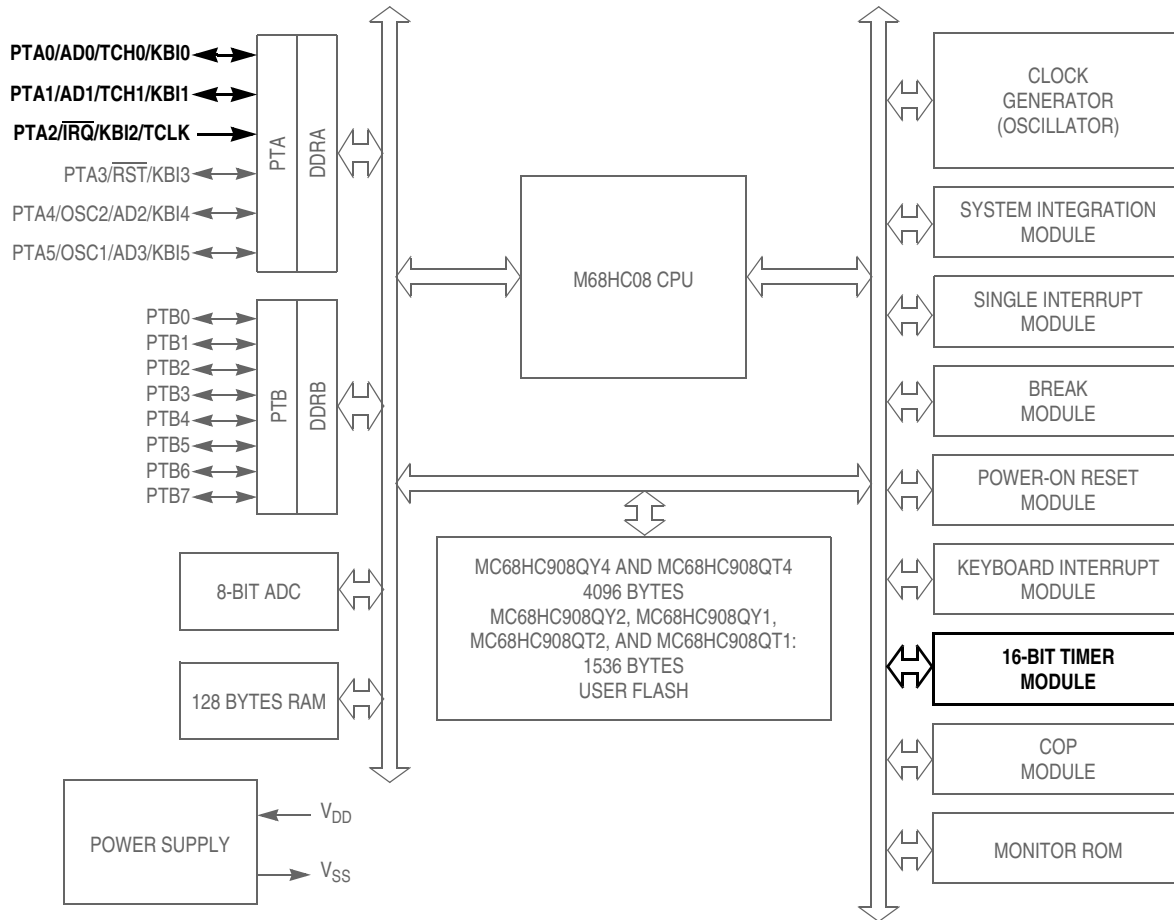 PTA0/AD0/TCH0/KBI0
PTA1/AD1/TCH1/KBI1
PTA2/IRQ/KBI2/TCLK
PTA3/RST/KBI3
PTA4/OSC2/AD2/KBI4
PTA5/OSC1/AD3/KBI5
PTA
DDRA
PTB0
PTB1
PTB2
PTB3
PTB4
PTB5
PTB6
PTB7
PTB
DDRB
8-BIT ADC
128 BYTES RAM
POWER SUPPLY
VDD
VSS
M68HC08 CPU
MC68HC908QY4 AND MC68HC908QT4
4096 BYTES
MC68HC908QY2, MC68HC908QY1,
MC68HC908QT2, AND MC68HC908QT1:
1536 BYTES
USER FLASH
CLOCK
GENERATOR
(OSCILLATOR)
SYSTEM INTEGRATION
MODULE
SINGLE INTERRUPT
MODULE
BREAK
MODULE
POWER-ON RESET
MODULE
KEYBOARD INTERRUPT
MODULE
16-BIT TIMER
MODULE
COP
MODULE
MONITOR ROM